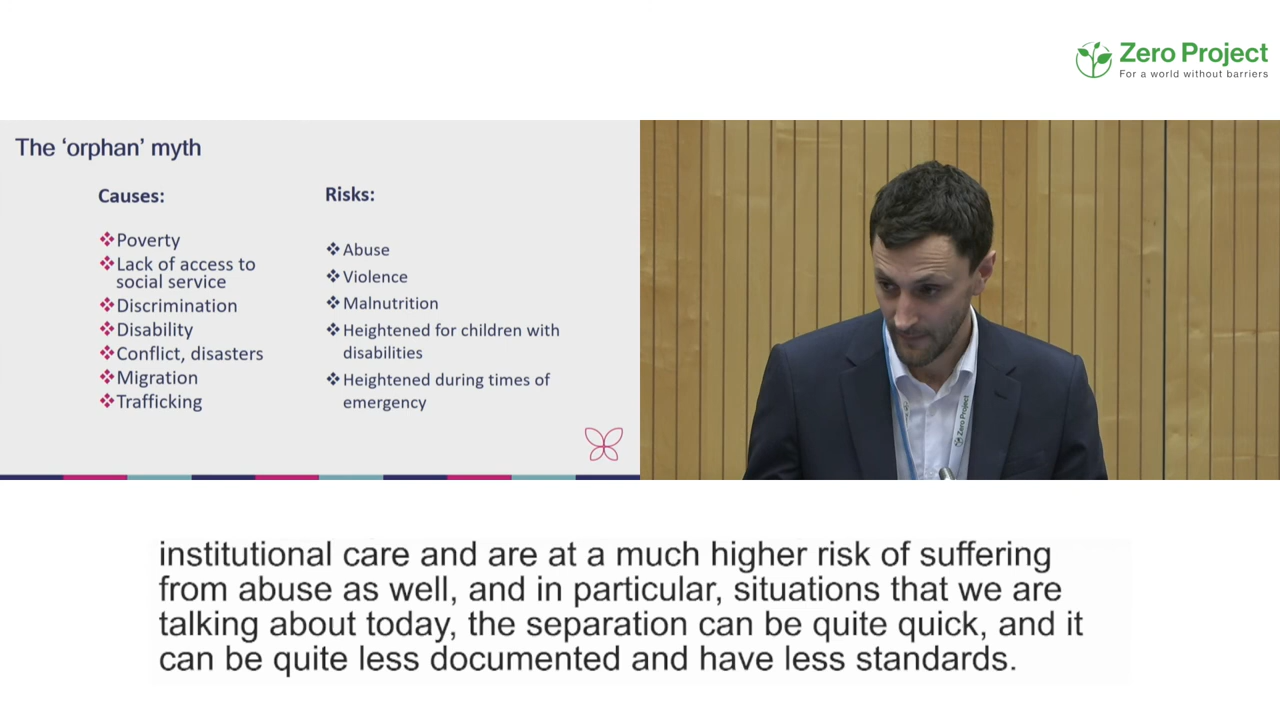 Zero Project
For a world without barriers
The ‘orphan’ myth
Causes:
Poverty
Lack of access to
social service
Discrimination
Disability
Conflict, disasters
Migration
Trafficking
Risks:
Abuse
Violence
Malnutrition
Heightened for children with
disabilities
Heightened during times of
emergency
Zero Project
institutional care and are at a much higher risk of suffering
from abuse as well, and in particular, situations that we are
talking about today, the separation can be quite quick, and it
can be quite less documented and have less standards.